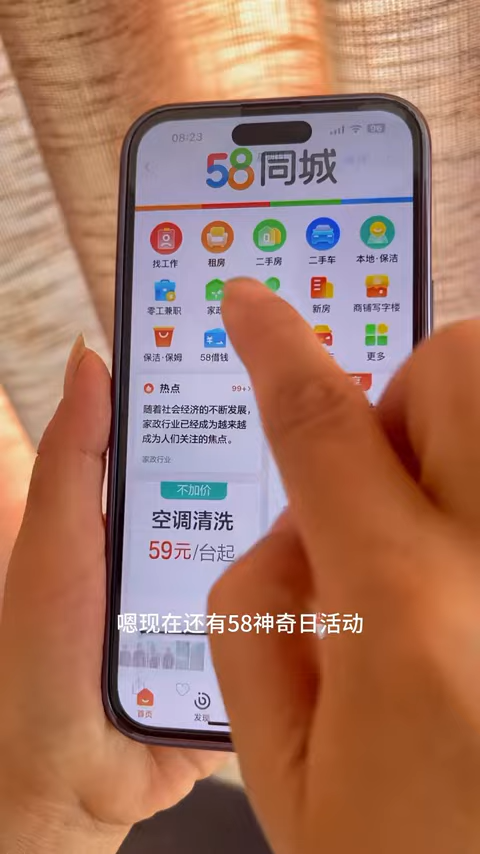 08/23
58同城
找工作 租房 二手房 二手车 本地·保洁
零工兼职 家政 新房 商铺写字楼
保洁·保姆 58借钱 更多
热点 99+
随着社会经济的不断发展，
家政行业已经成为越来越
成为人们关注的焦点。
家政行业
不加价
空调清洗
59元/台起
嗯现在还有58神奇日活动
首页 发现